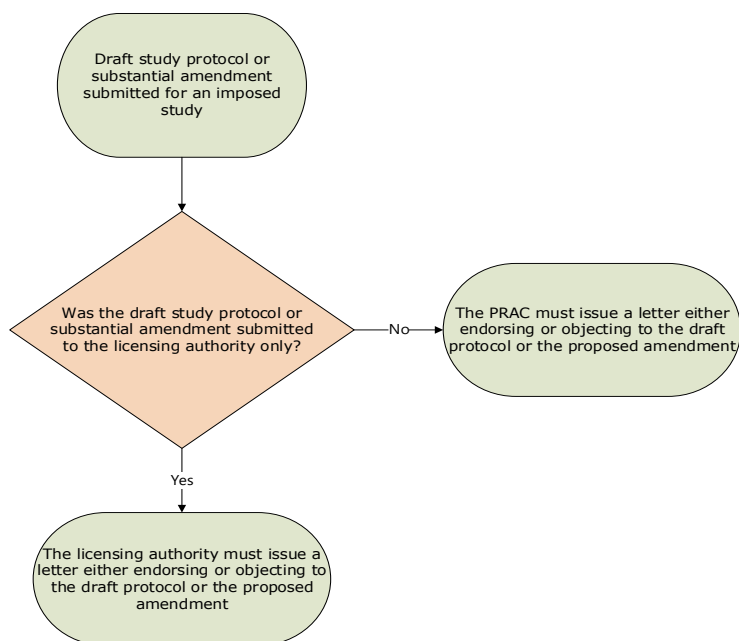 Draft study protocol or
substantial amendment
submitted for an imposed
study
Was the draft study protocol or
substantial amendment submitted
to the licensing authority only?
No
The PRAC must issue a letter either
endorsing or objecting to the draft
protocol or the proposed amendment
Yes
The licensing authority must issue a
letter either endorsing or objecting to
the draft protocol or the proposed
amendment